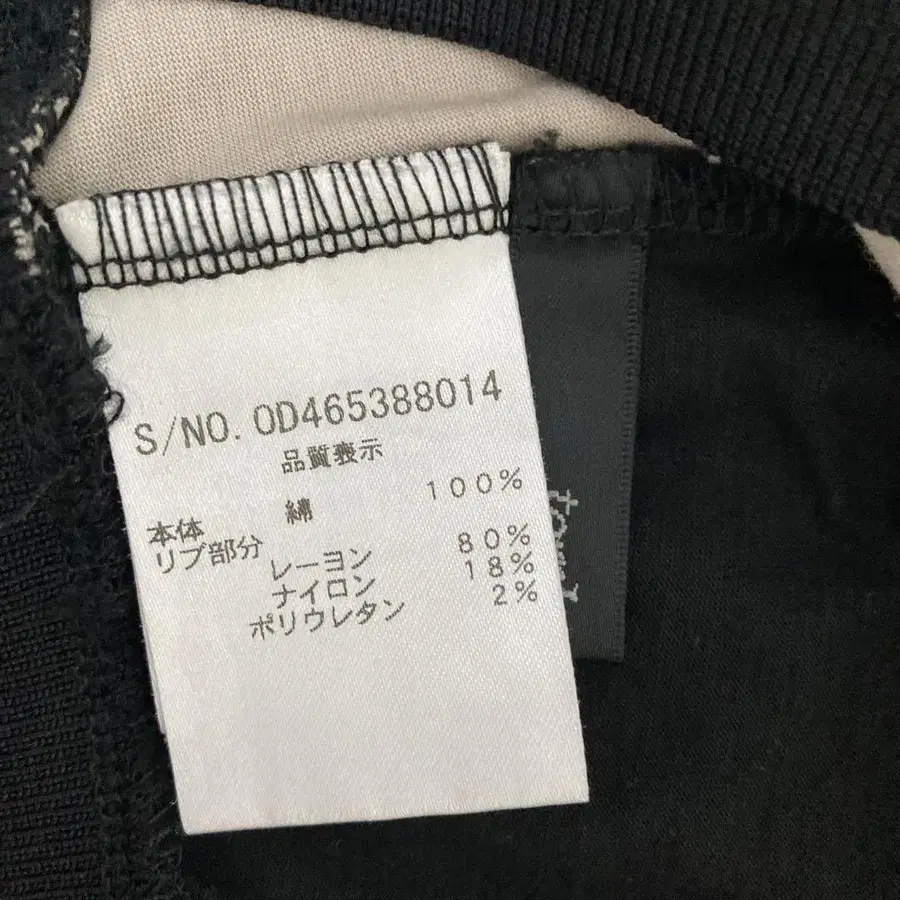 S/NO. OD465388014
品質表示
本体 綿 100%
リブ部分
レーヨン 80%
ナイロン 18%
ポリウレタン 2%